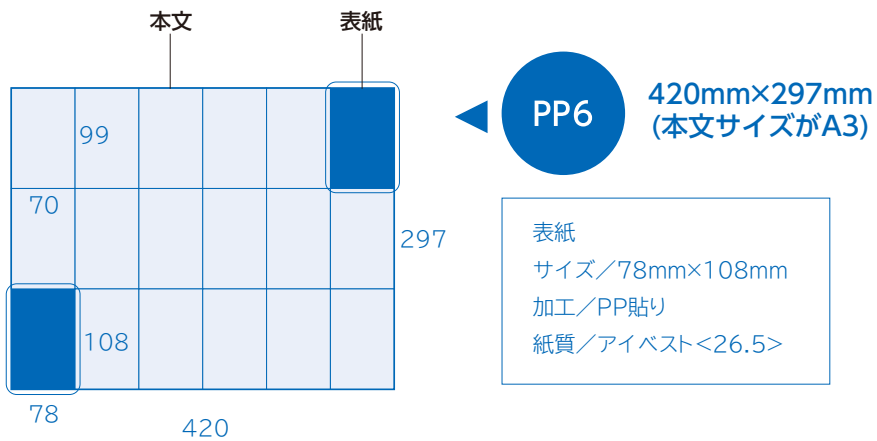 本文
表紙
99
70
297
108
78
420
PP6
420mm×297mm
(本文サイズがA3)
表紙
サイズ／78mm×108mm
加工／PP貼り
紙質／アイベスト<26.5>